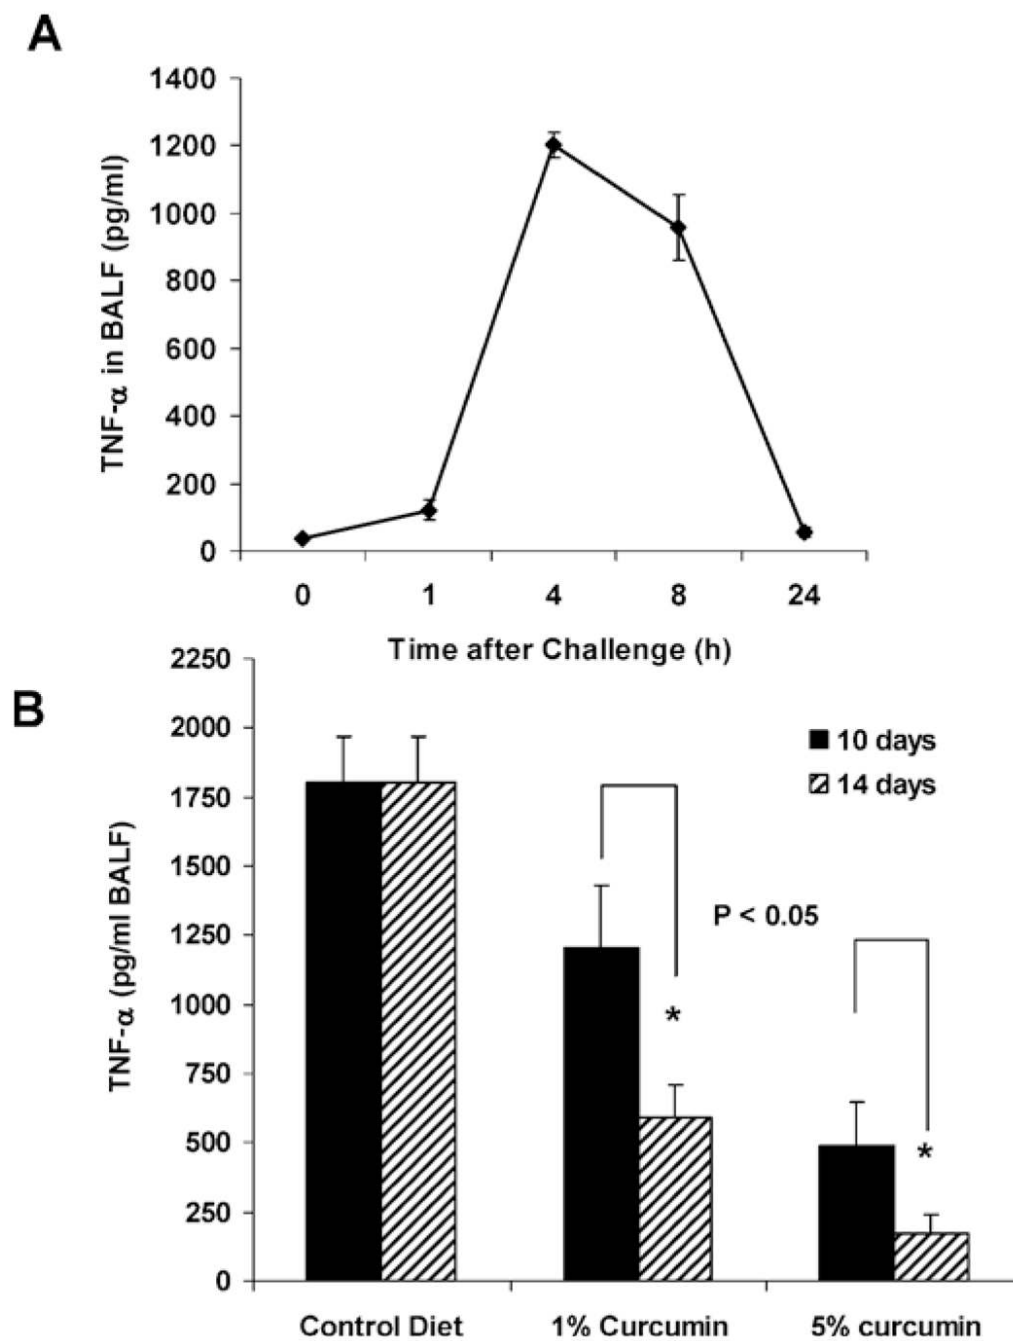 A
1400
1200
1000
800
600
400
200
0
TNF-α in BALF (pg/ml)
0 1 4 8 24
Time after Challenge (h)
B
2250
2000
1750
1500
1250
1000
750
500
250
0
TNF-α (pg/ml BALF)
10 days
14 days
P < 0.05
*
*
Control Diet 1% Curcumin 5% curcumin